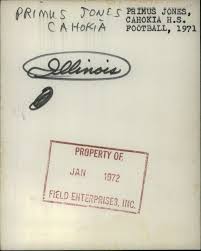 PRIMUS JONES
CAHOKIA
PRIMUS JONES,
CAHOKIA H.S.
FOOTBALL, 1971
Illinois
PROPERTY OF
JAN 1972
FIELD ENTERPRISES, INC.